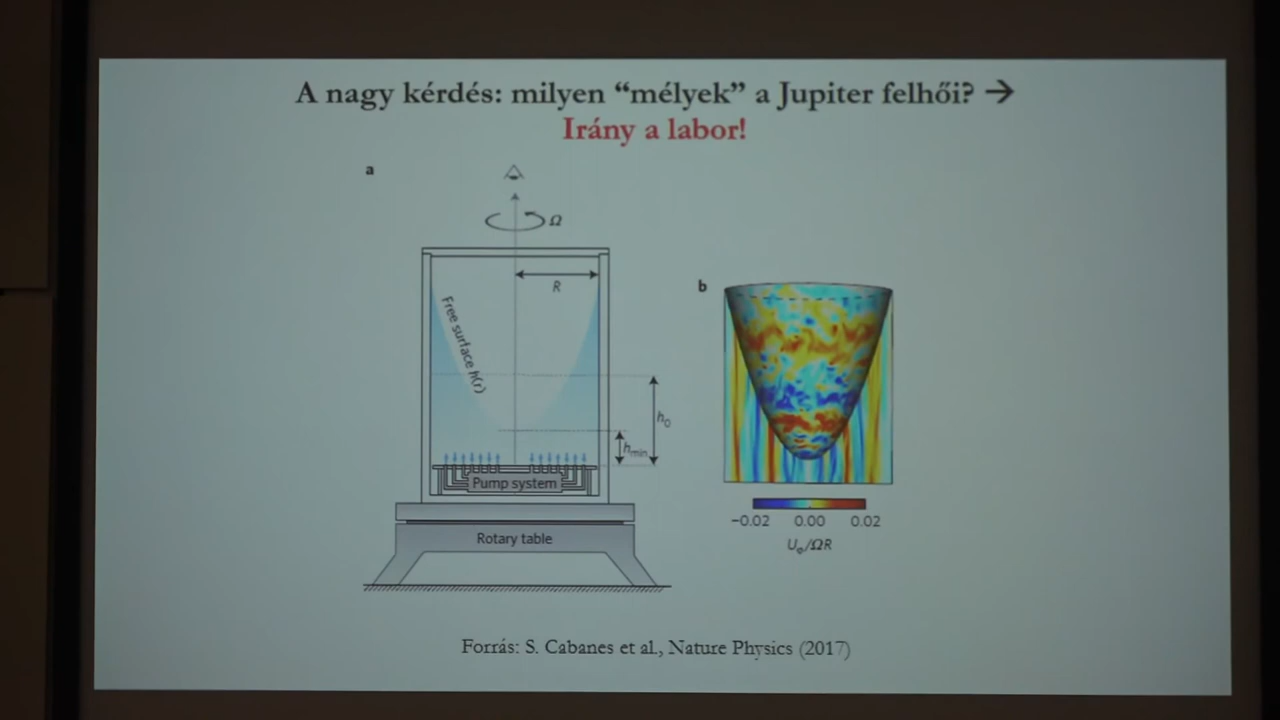 A nagy kérdés: milyen “mélyek” a Jupiter felhői? →
Irány a labor!
a
Ω
R
Free surface h(r)
b
h₀
hₘᵢₙ
Pump system
Rotary table
−0.02 0.00 0.02
Uφ/ΩR
Forrás: S. Cabanes et al., Nature Physics (2017)